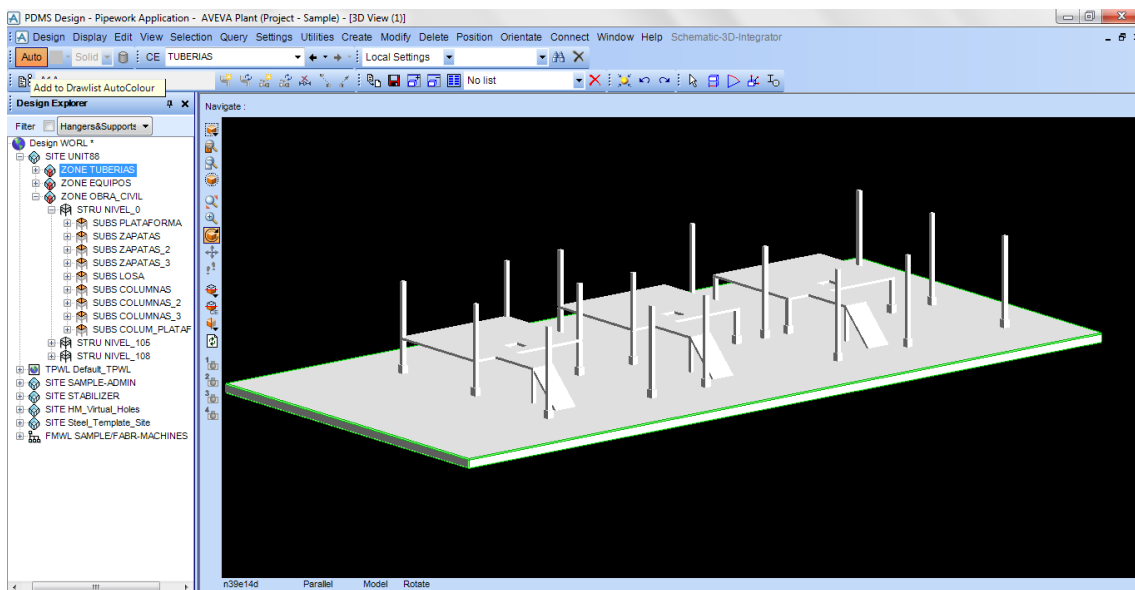 PDMS Design - Pipework Application - AVEVA Plant (Project - Sample) - [3D View (1)]
Design Display Edit View Selection Query Settings Utilities Create Modify Delete Position Orientate Connect Window Help Schematic-3D-Integrator
Auto Solid CE TUBERIAS Local Settings
No list
Add to Drawlist AutoColour
Design Explorer
Navigate :
Filter Hangers&Supports
Design WORL *
SITE UNIT88
ZONE TUBERIAS
ZONE EQUIPOS
ZONE OBRA_CIVIL
STRU NIVEL_0
SUBS PLATAFORMA
SUBS ZAPATAS
SUBS ZAPATAS_2
SUBS ZAPATAS_3
SUBS LOSA
SUBS COLUMNAS
SUBS COLUMNAS_2
SUBS COLUMNAS_3
SUBS COLUM_PLATAF
STRU NIVEL_105
STRU NIVEL_108
TPWL Default_TPWL
SITE SAMPLE-ADMIN
SITE STABILIZER
SITE HM_Virtual_Holes
SITE Steel_Template_Site
FMWL SAMPLE/FABR-MACHINES
1
2
3
4
n39e14d Parallel Model Rotate